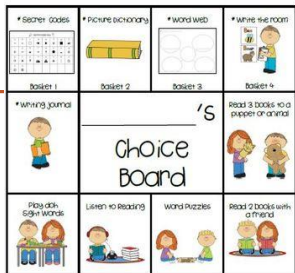 * Secret Codes
* Picture Dictionary
* Word Web
* Write the room
Basket 1
Basket 2
Basket 3
Basket 4
* Writing Journal
________'s
Choice
Board
Read 3 books to a
puppet or animal
Play doh
Sight Words
Listen to Reading
Word Puzzles
Read 2 books with
a friend